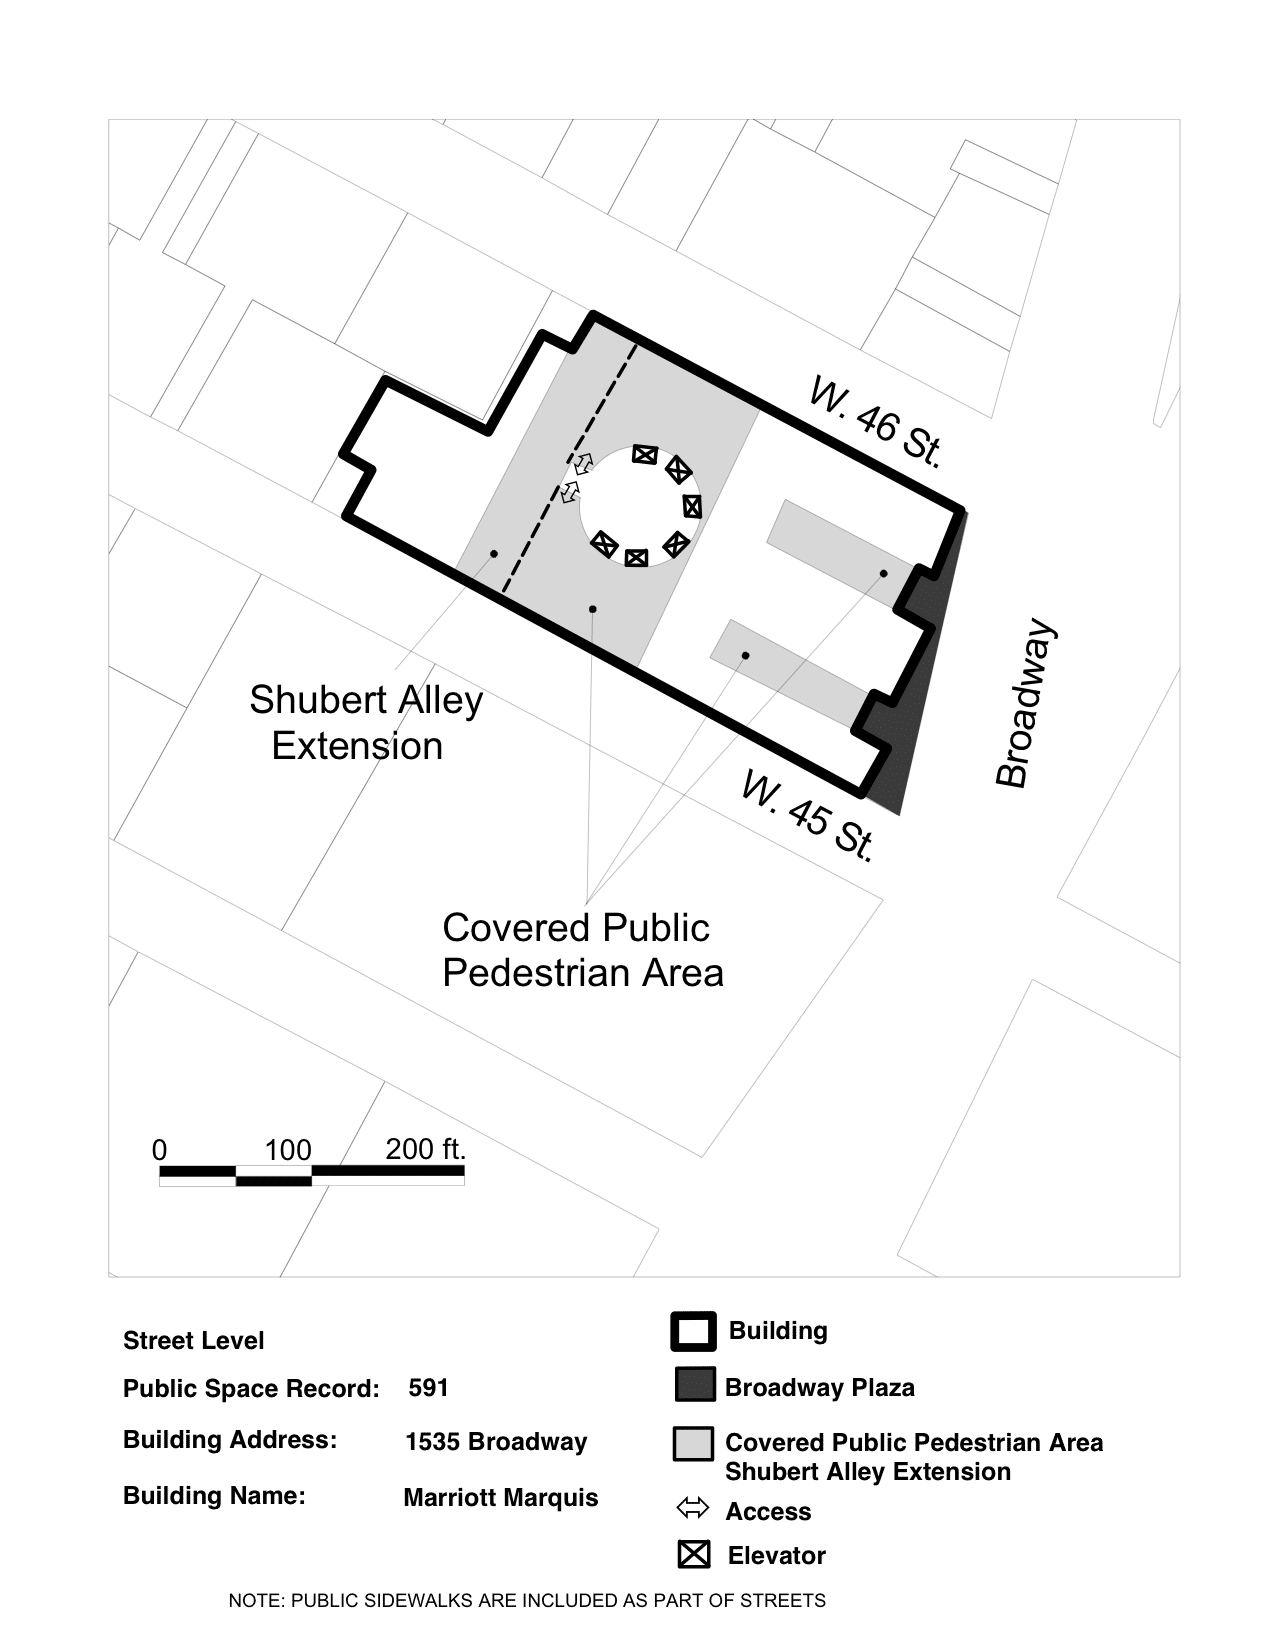 W. 46 St.
Broadway
Shubert Alley
Extension
W. 45 St.
Covered Public
Pedestrian Area
0 100 200 ft.
Street Level
Public Space Record: 591
Building Address: 1535 Broadway
Building Name: Marriott Marquis
Building
Broadway Plaza
Covered Public Pedestrian Area
Shubert Alley Extension
Access
Elevator
NOTE: PUBLIC SIDEWALKS ARE INCLUDED AS PART OF STREETS